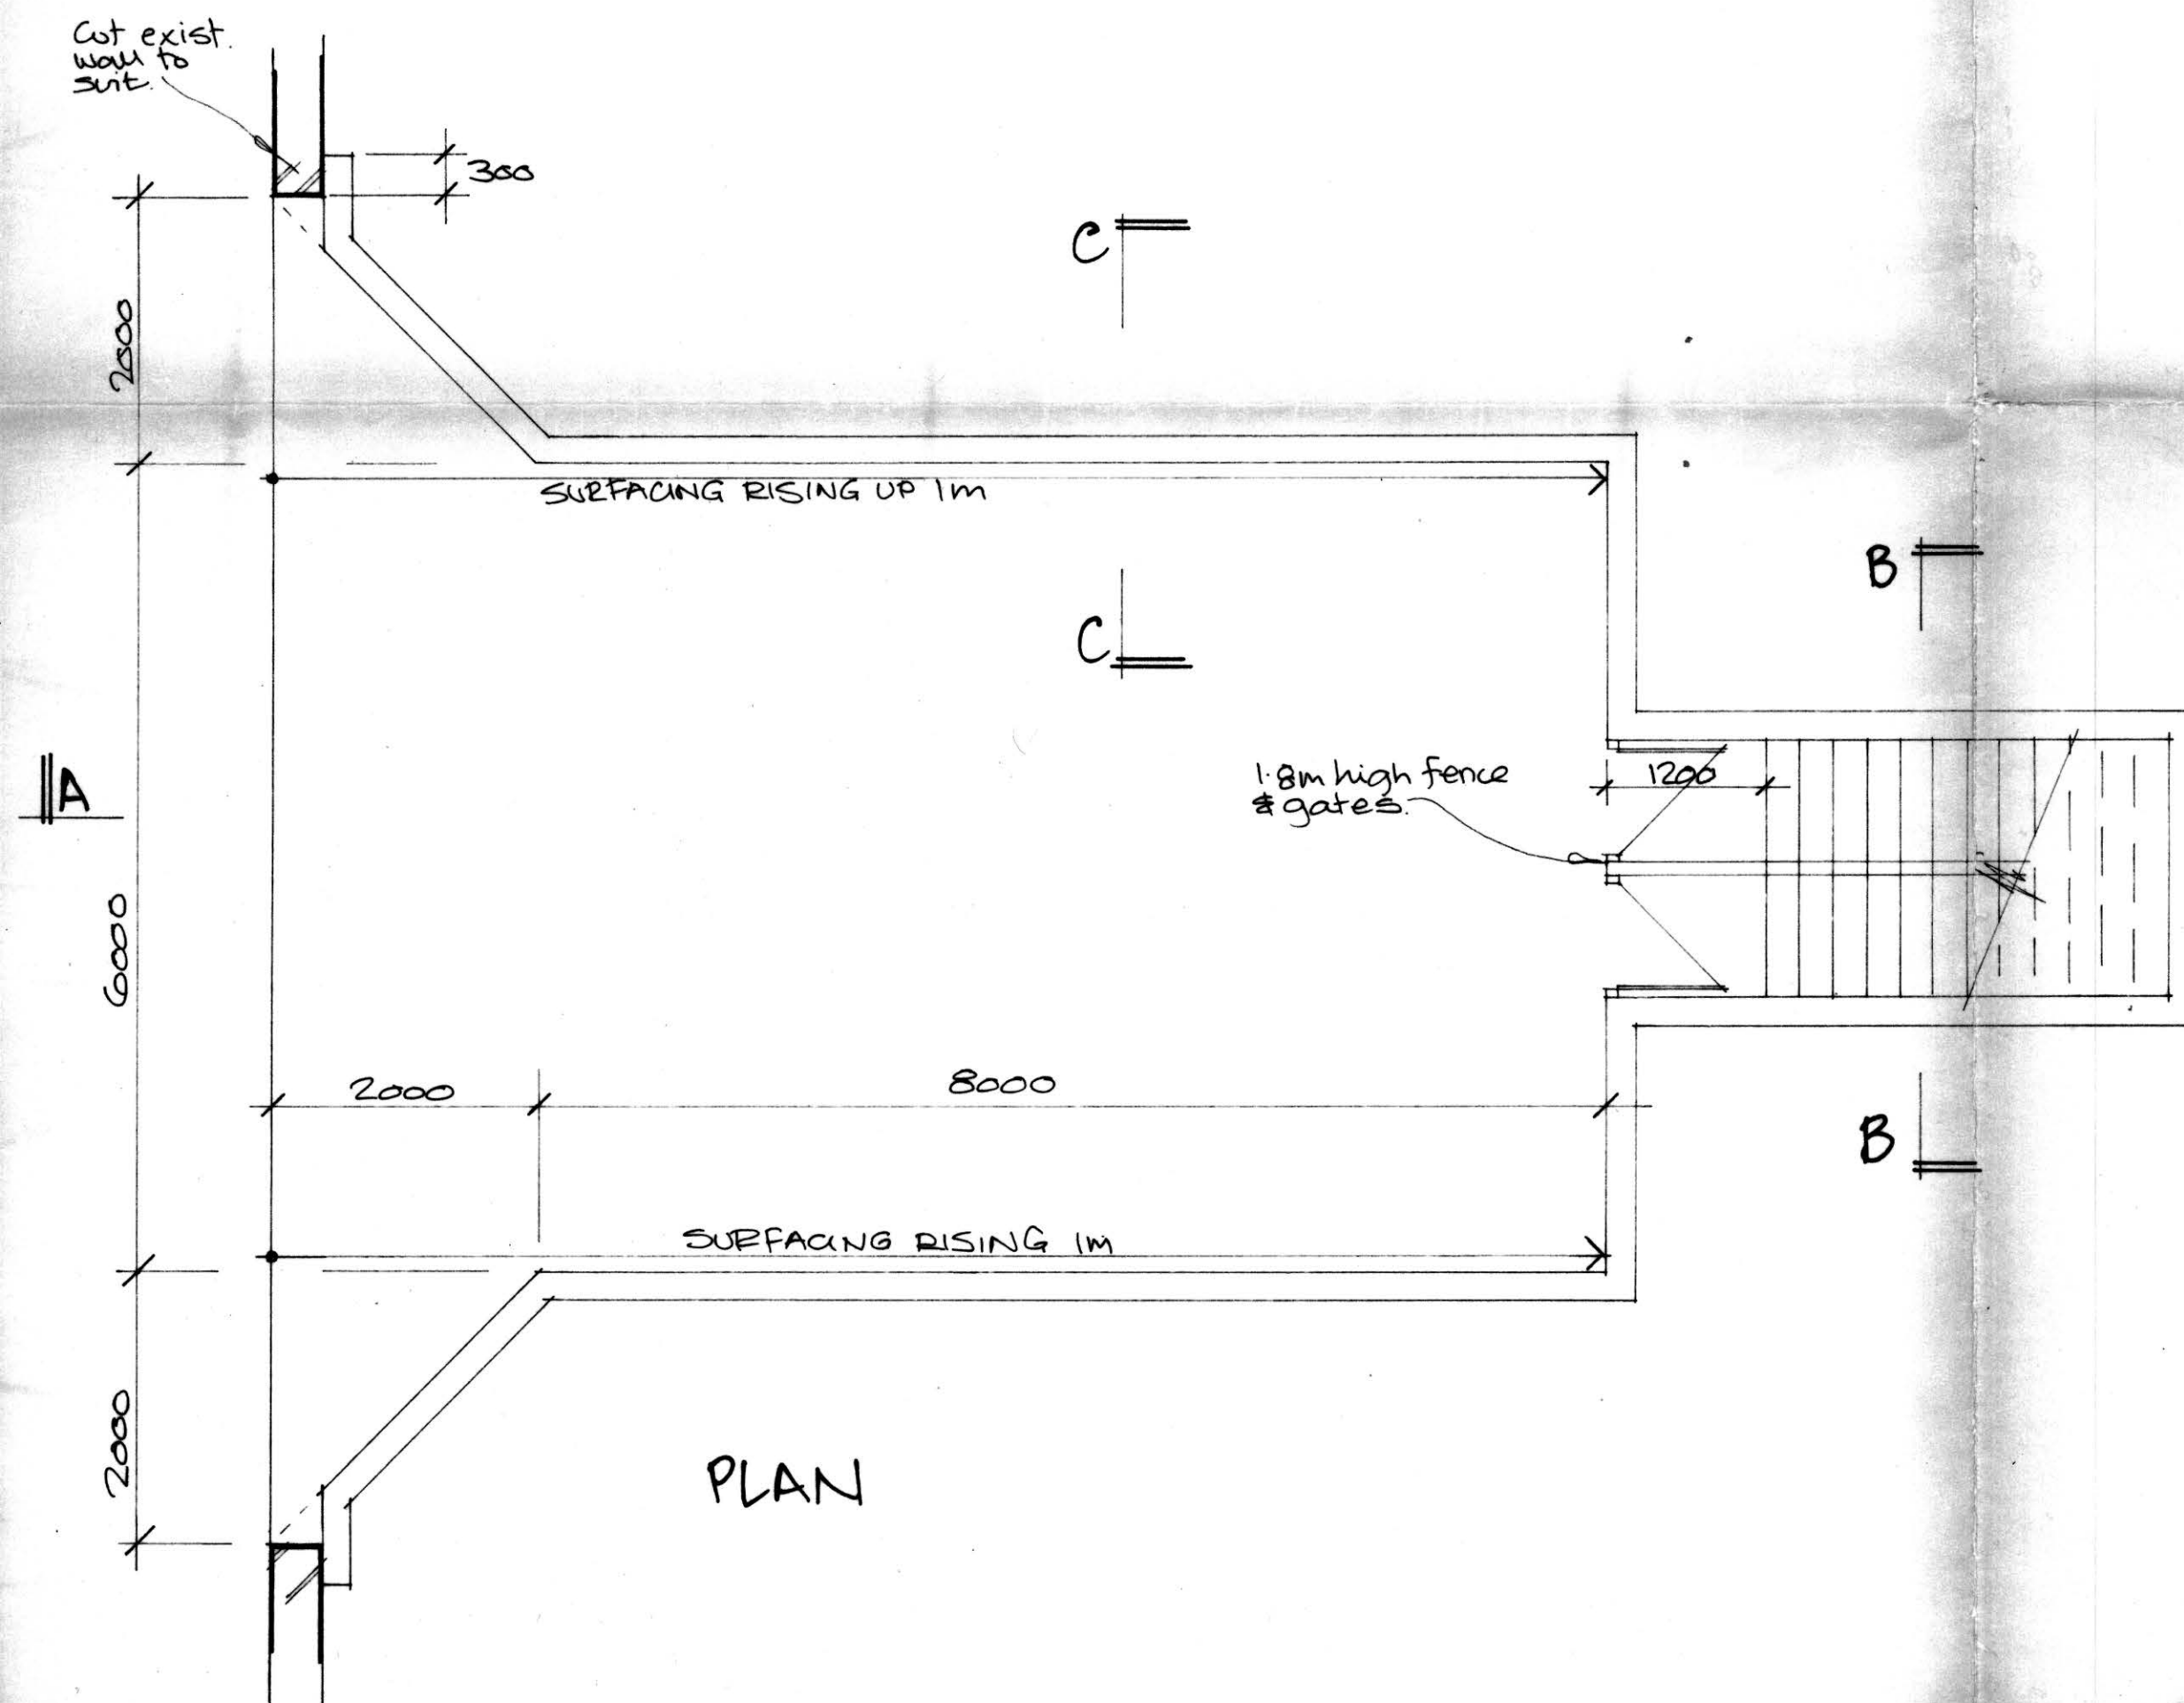 Cut exist.
wall to
suit.
300
2000
C
SURFACING RISING UP 1m
B
C
A
1.8m high fence
& gates.
1200
6000
2000
8000
B
SURFACING RISING 1m
2000
PLAN